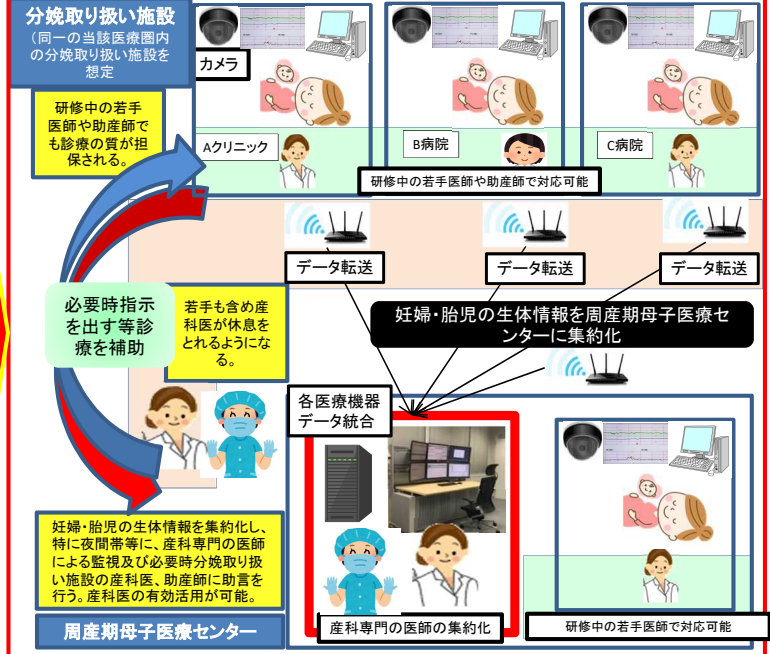 分娩取り扱い施設
（同一の当該医療圏内
の分娩取り扱い施設を
想定
カメラ
研修中の若手
医師や助産師で
も診療の質が担
保される。
Aクリニック
B病院
C病院
研修中の若手医師や助産師で対応可能
データ転送
データ転送
データ転送
必要時指示
を出す等診
療を補助
若手も含め産
科医が休息を
とれるようにな
る。
妊婦・胎児の生体情報を周産期母子医療セ
ンターに集約化
各医療機器
データ統合
妊婦・胎児の生体情報を集約化し、
特に夜間帯等に、産科専門の医師
による監視及び必要時分娩取り扱
い施設の産科医、助産師に助言を
行う。産科医の有効活用が可能。
周産期母子医療センター
産科専門の医師の集約化
研修中の若手医師で対応可能